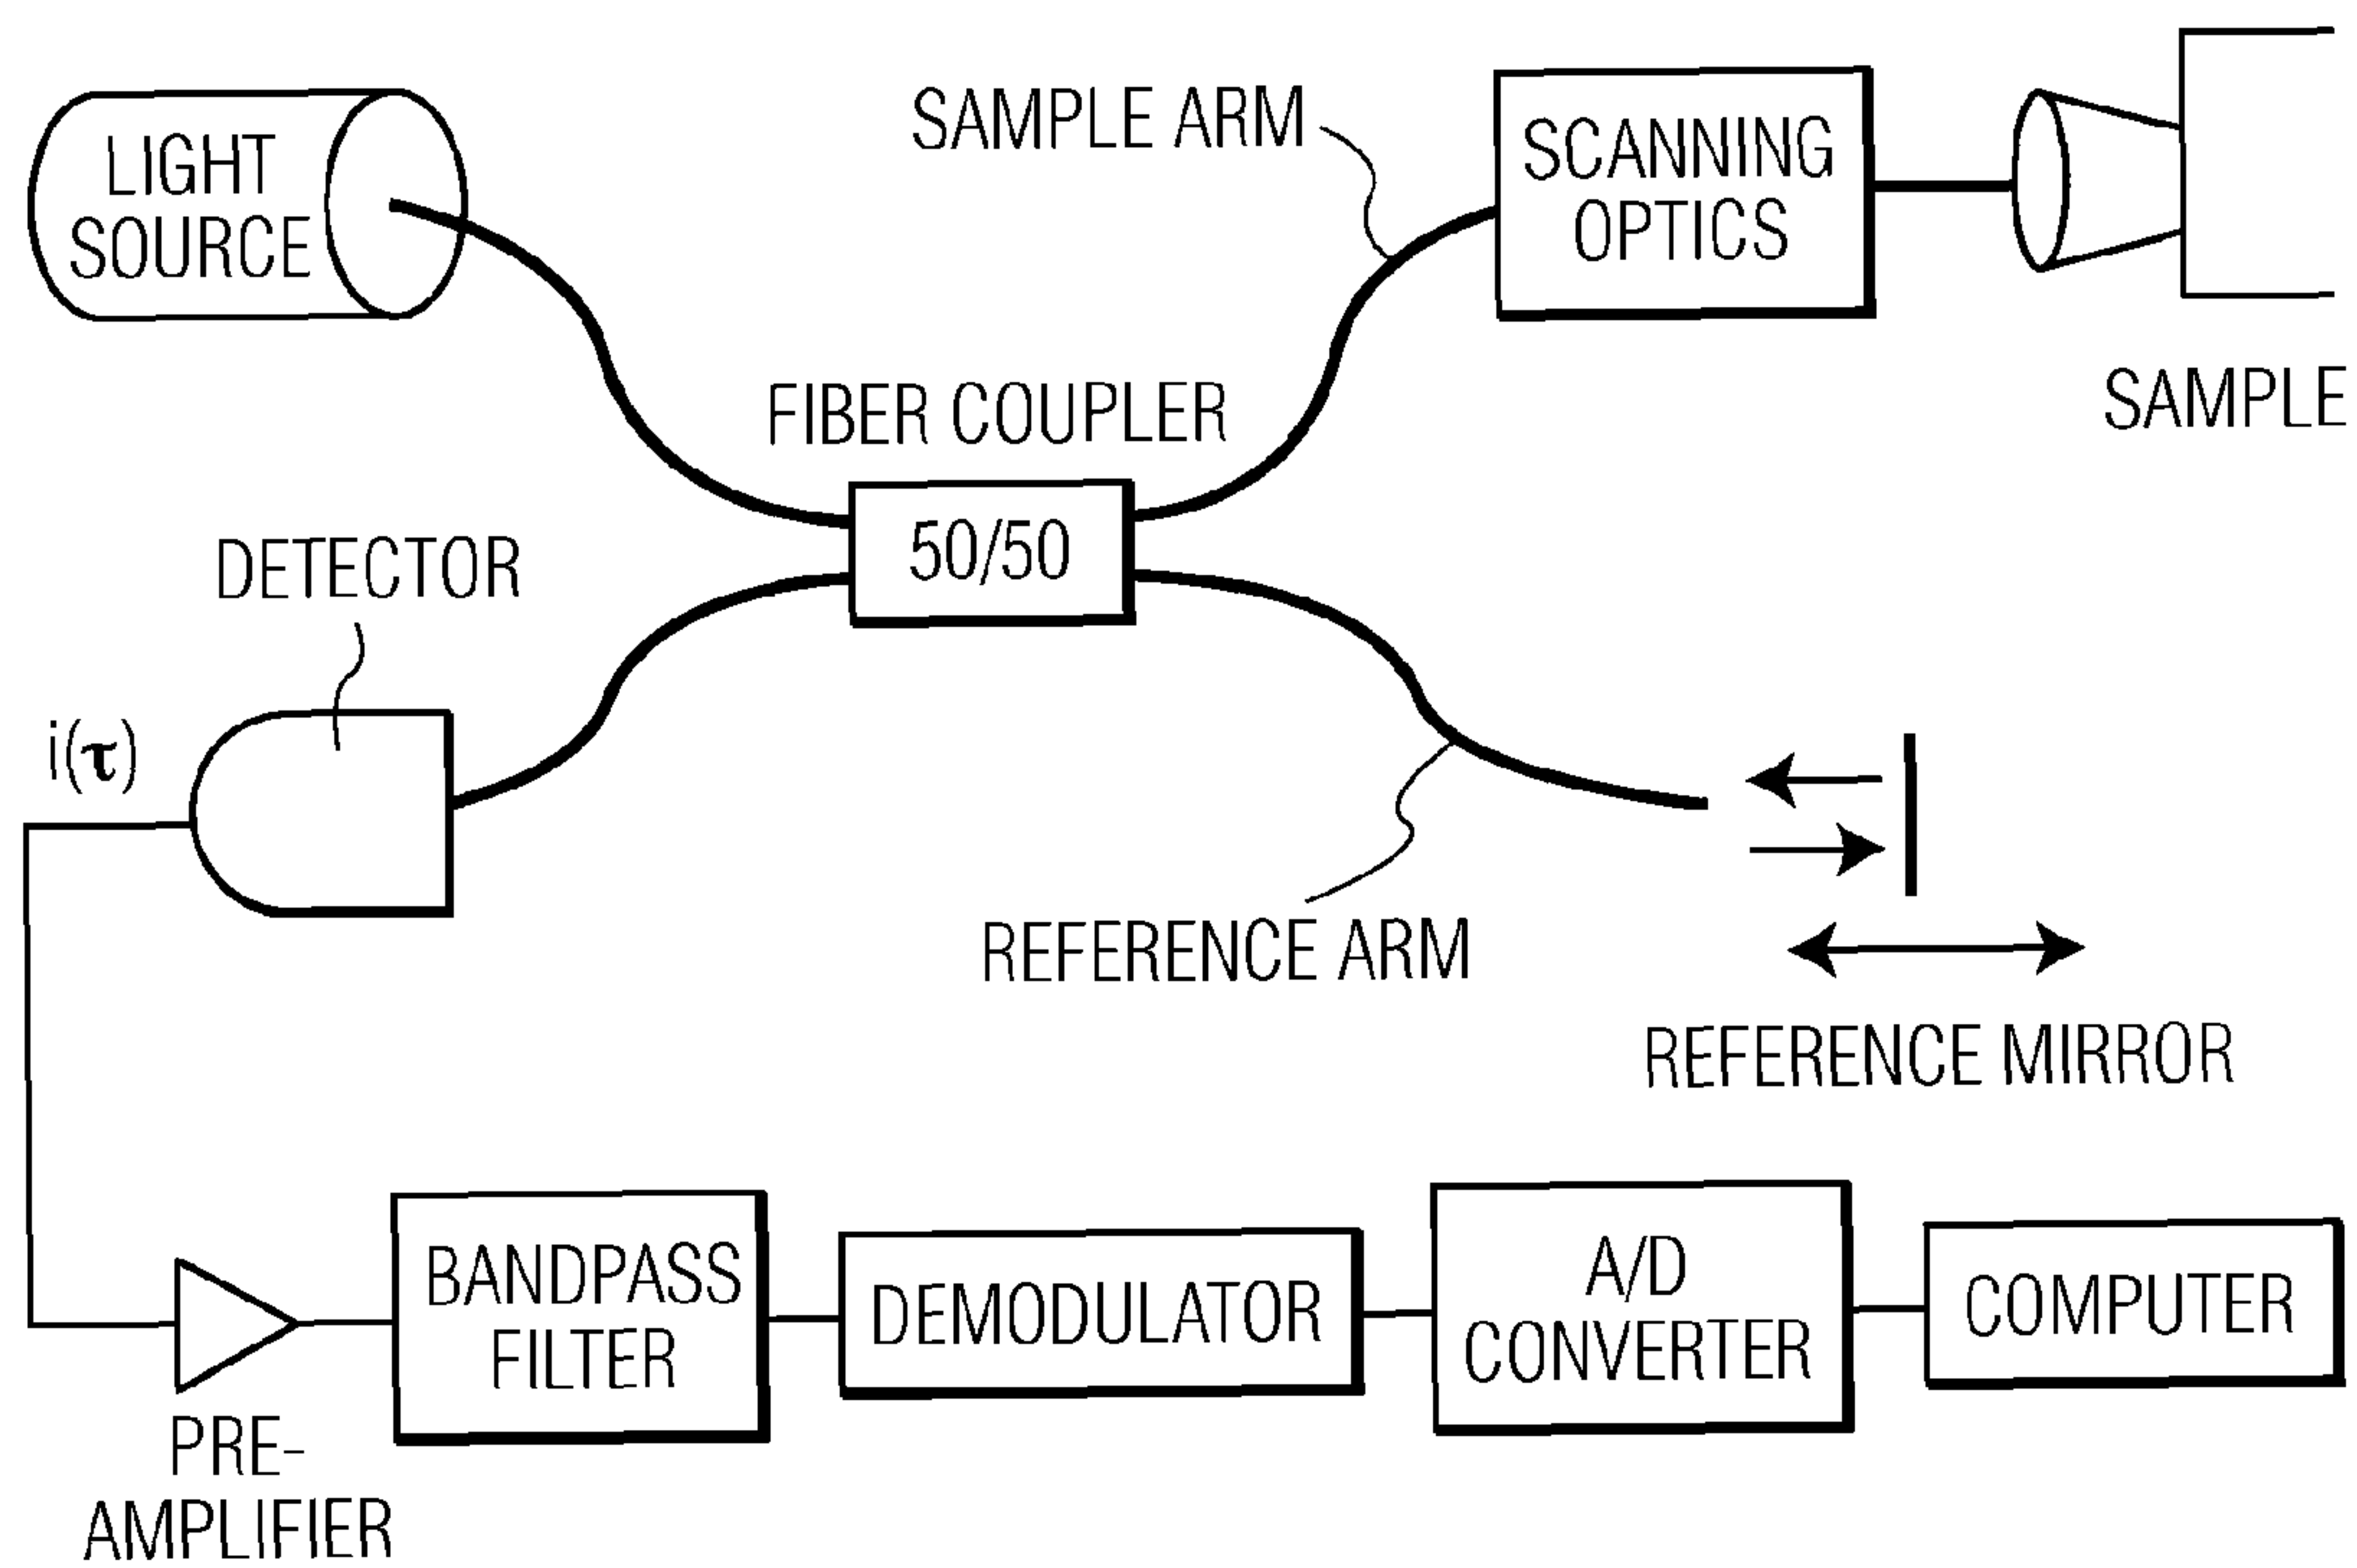 LIGHT
SOURCE
SAMPLE ARM
SCANNING
OPTICS
SAMPLE
FIBER COUPLER
50/50
DETECTOR
i(τ)
REFERENCE ARM
REFERENCE MIRROR
PRE-
AMPLIFIER
BANDPASS
FILTER
DEMODULATOR
A/D
CONVERTER
COMPUTER